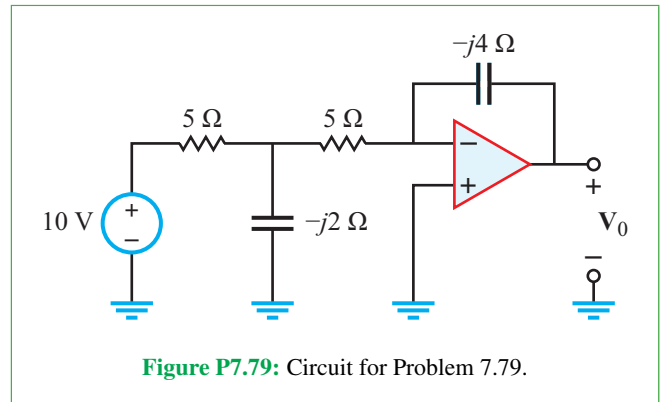 −j4 Ω
5 Ω
5 Ω
−
+
10 V
+
−
−j2 Ω
+
V₀
−
Figure P7.79: Circuit for Problem 7.79.